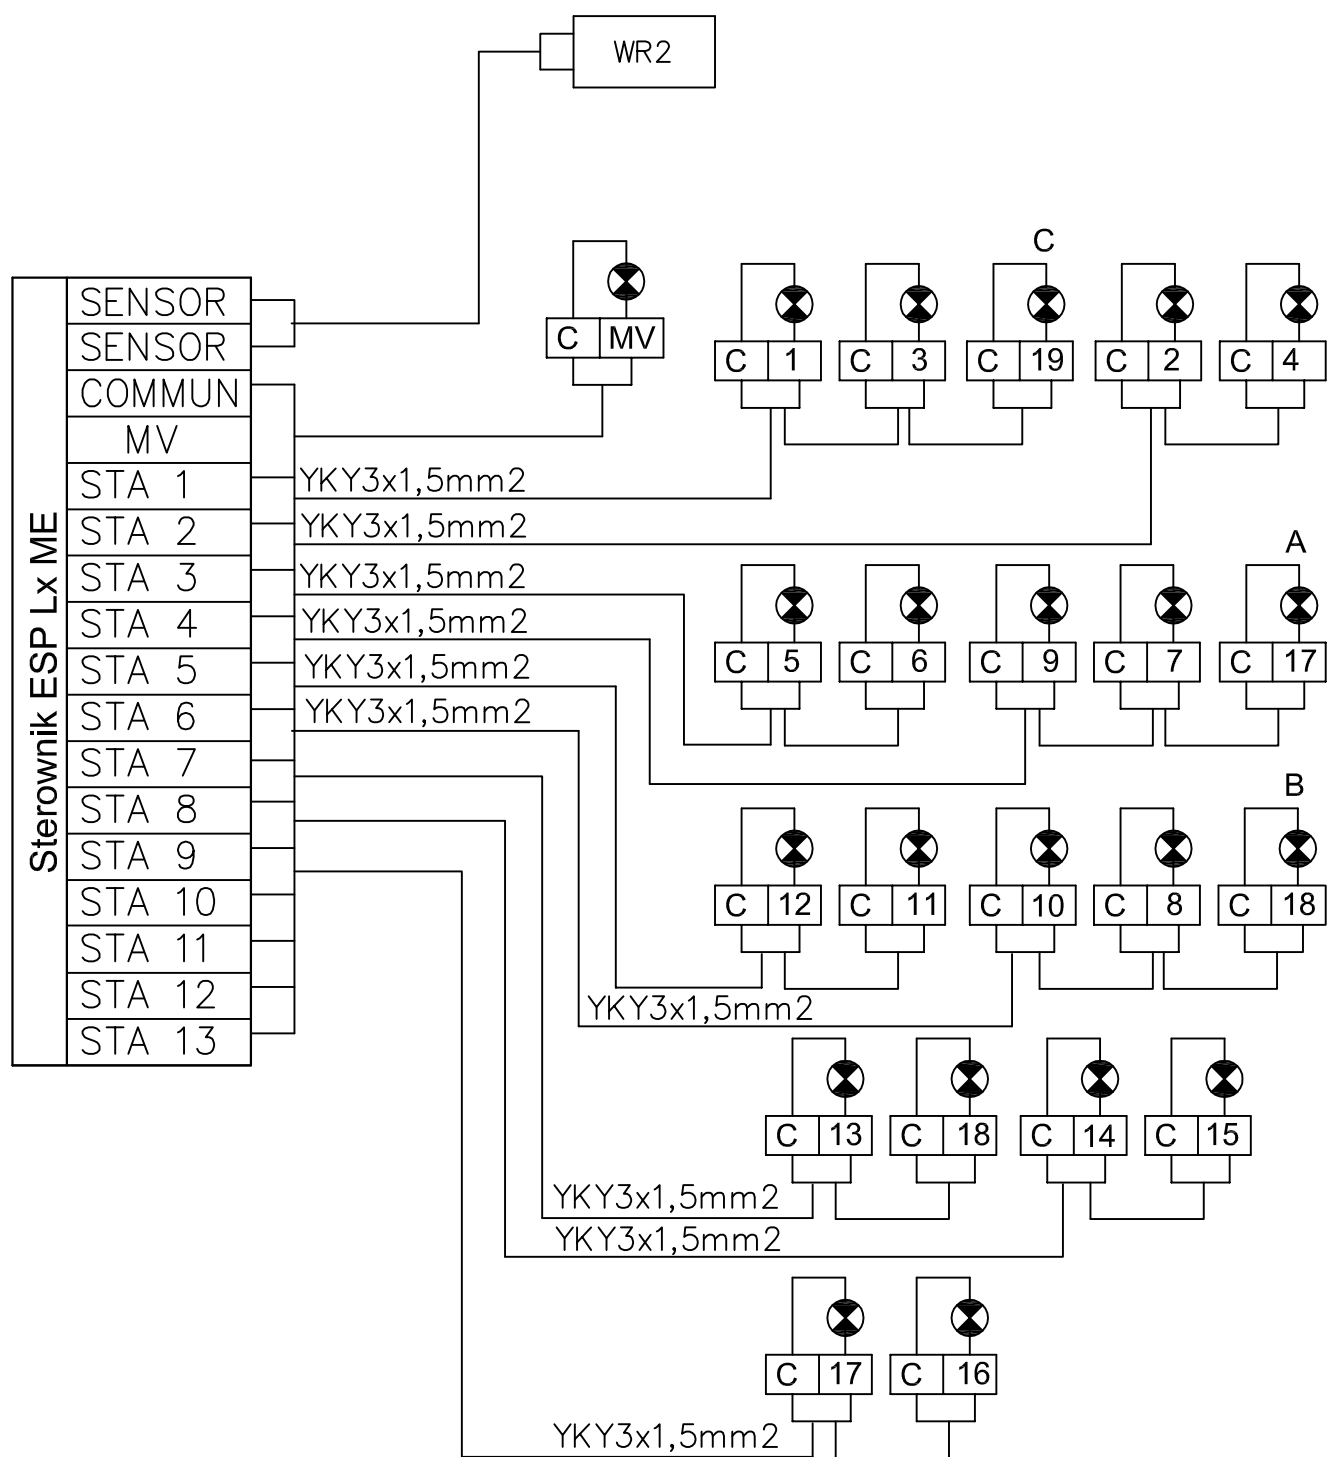 WR2
C
SENSOR
SENSOR
COMMUN
MV
STA 1
STA 2
STA 3
STA 4
STA 5
STA 6
STA 7
STA 8
STA 9
STA 10
STA 11
STA 12
STA 13
Sterownik ESP Lx ME
C MV
C 1 C 3 C 19 C 2 C 4
YKY3x1,5mm2
YKY3x1,5mm2
YKY3x1,5mm2
YKY3x1,5mm2
YKY3x1,5mm2
YKY3x1,5mm2
A
C 5 C 6 C 9 C 7 C 17
B
C 12 C 11 C 10 C 8 C 18
YKY3x1,5mm2
C 13 C 18 C 14 C 15
YKY3x1,5mm2
YKY3x1,5mm2
C 17 C 16
YKY3x1,5mm2